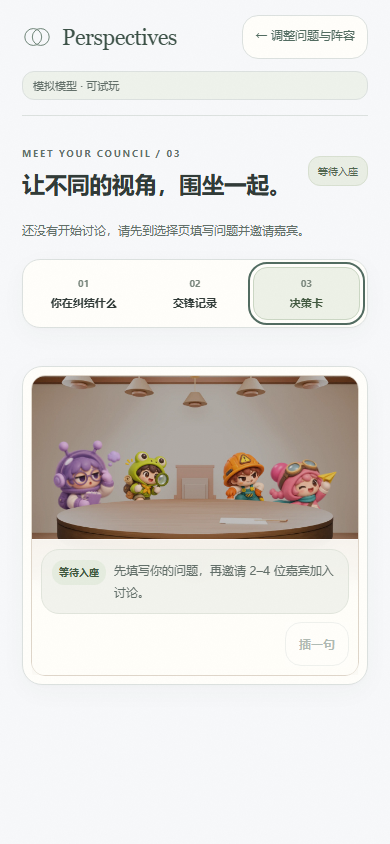 Perspectives
← 调整问题与阵容
模拟模型 · 可试玩
MEET YOUR COUNCIL / 03
让不同的视角，围坐一起。
等待入座
还没有开始讨论，请先到选择页填写问题并邀请嘉宾。
01
你在纠结什么
02
交锋记录
03
决策卡
等待入座
先填写你的问题，再邀请 2–4 位嘉宾加入
讨论。
插一句